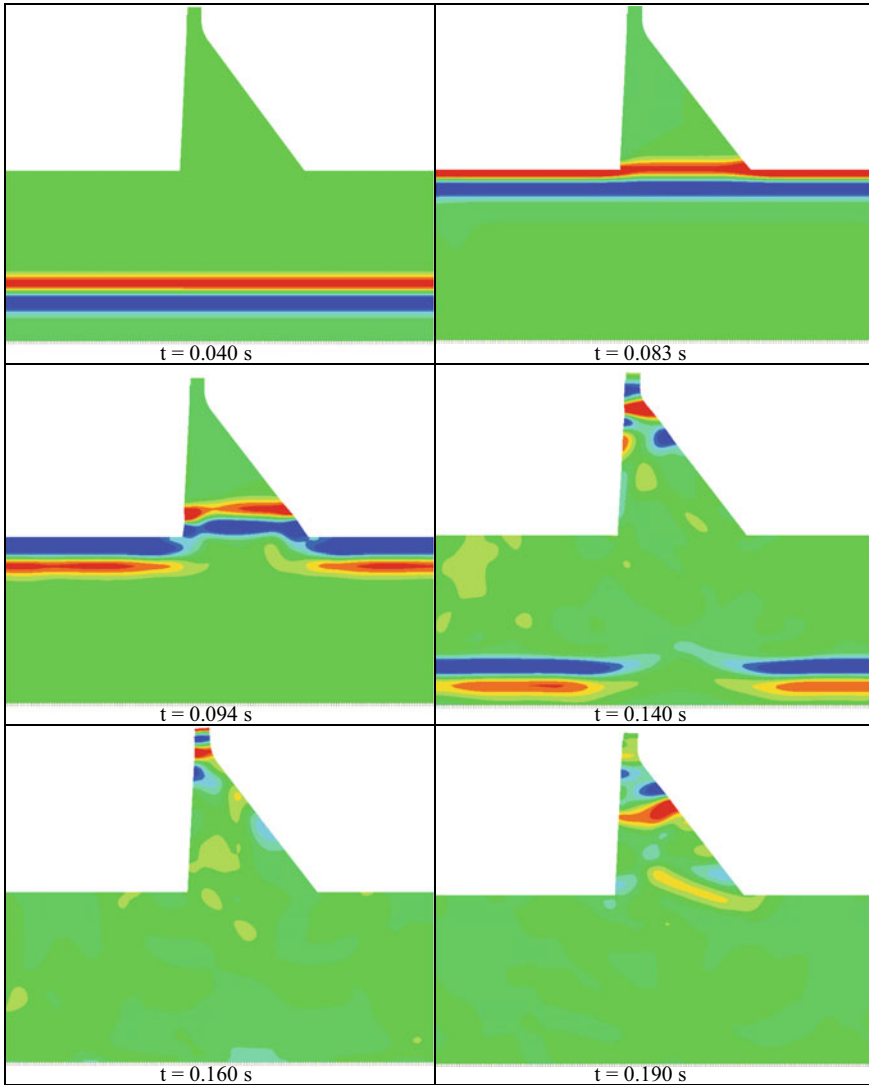 t = 0.040 s
t = 0.083 s
t = 0.094 s
t = 0.140 s
t = 0.160 s
t = 0.190 s